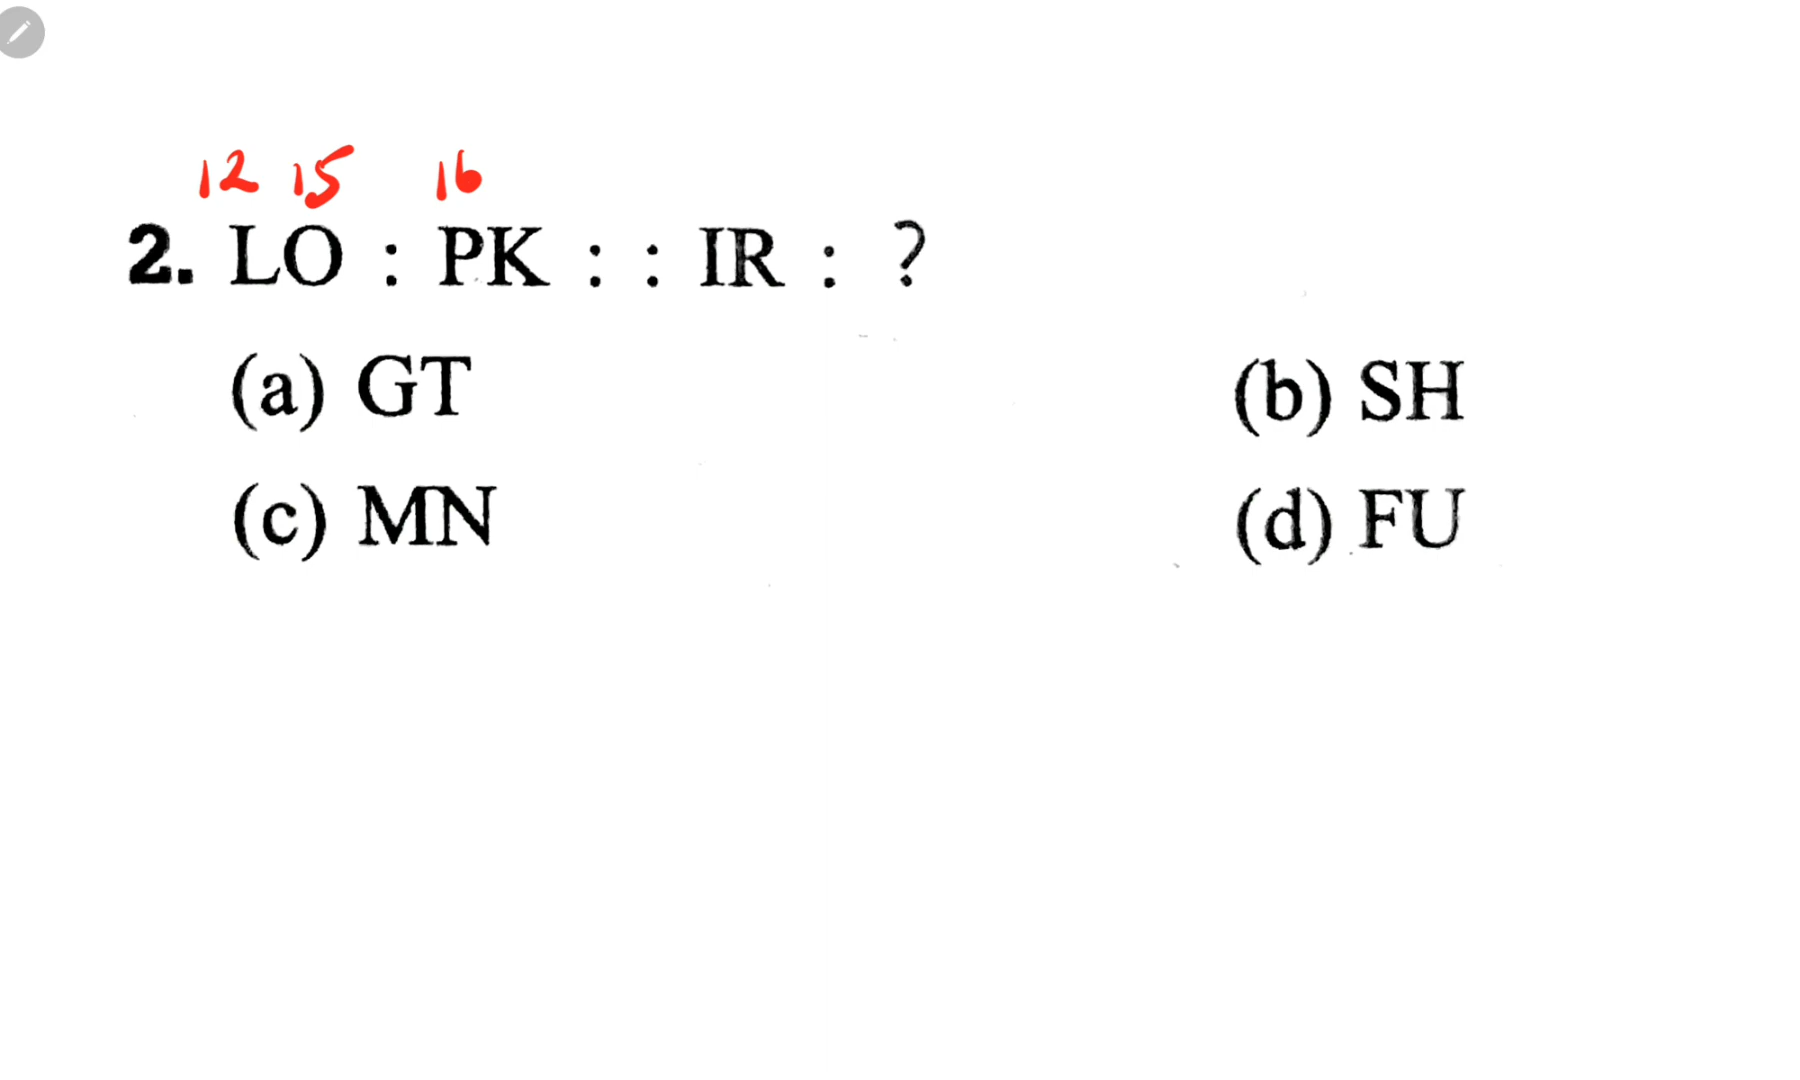 12 15 16
2. LO : PK : : IR : ?
(a) GT (b) SH
(c) MN (d) FU